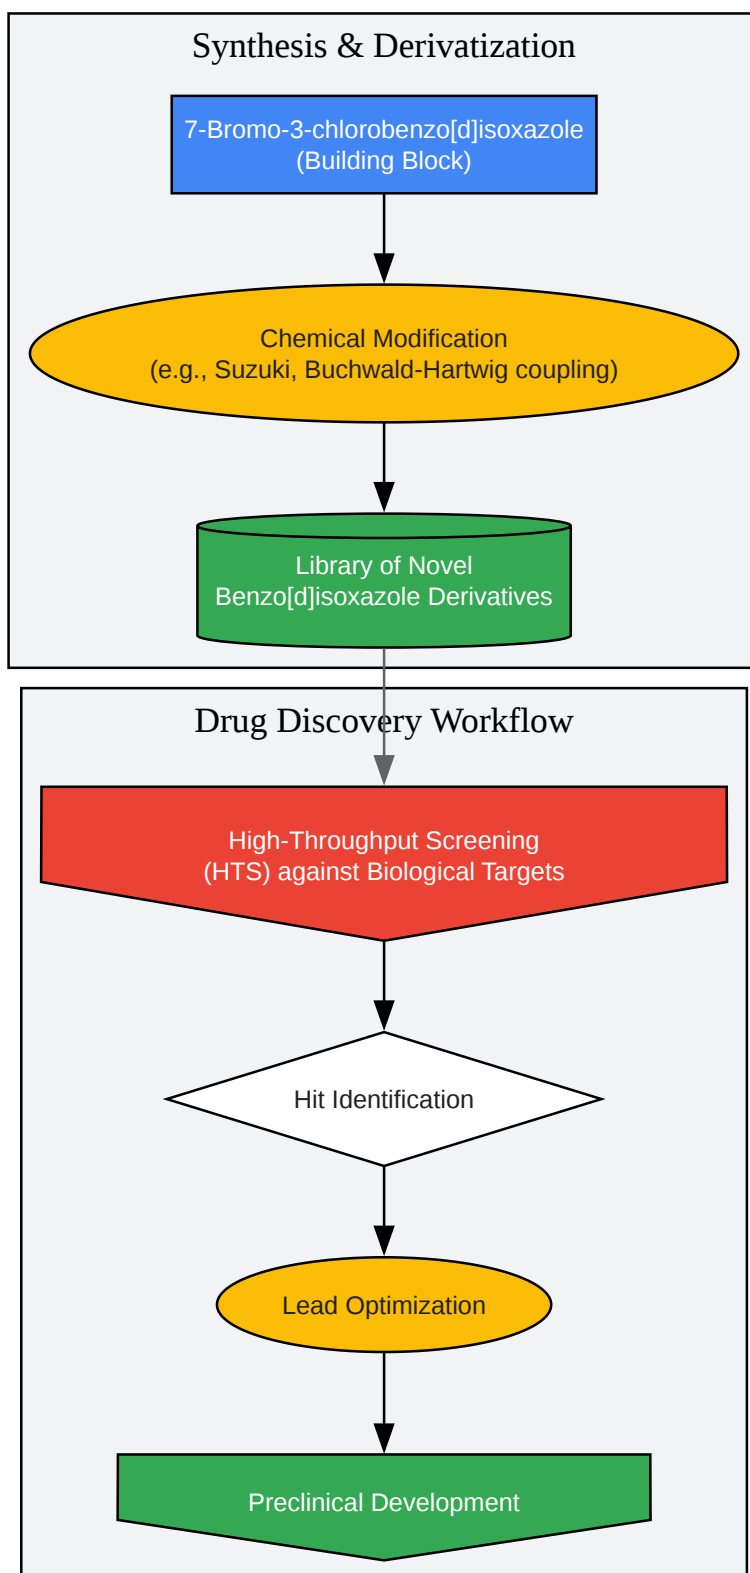 Synthesis & Derivatization
7-Bromo-3-chlorobenzo[d]isoxazole
(Building Block)
Chemical Modification
(e.g., Suzuki, Buchwald-Hartwig coupling)
Library of Novel
Benzo[d]isoxazole Derivatives
Drug Discovery Workflow
High-Throughput Screening
(HTS) against Biological Targets
Hit Identification
Lead Optimization
Preclinical Development